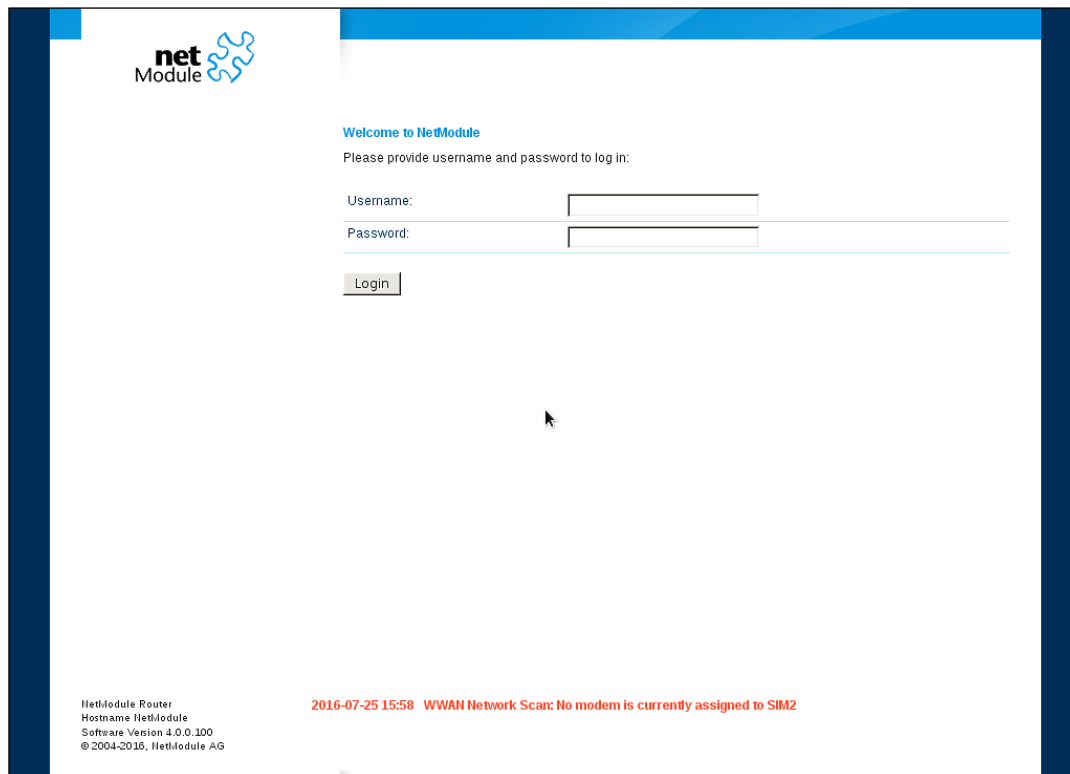 net
Module
Welcome to NetModule
Please provide username and password to log in:
Username:
Password:
Login
NetModule Router
Hostname NetModule
Software Version 4.0.0.100
© 2004-2016, NetModule AG
2016-07-25 15:58 WWAN Network Scan: No modem is currently assigned to SIM2